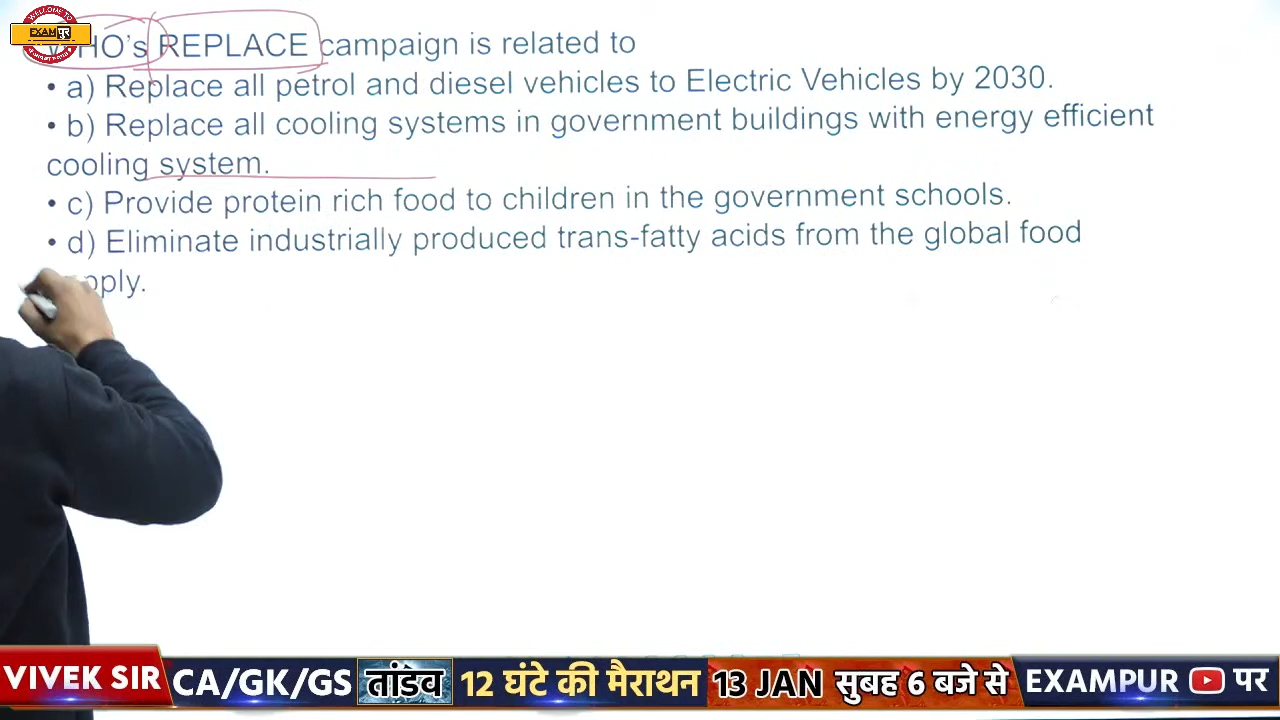 WELCOME TO
EXAMपुर
HO's REPLACE campaign is related to
• a) Replace all petrol and diesel vehicles to Electric Vehicles by 2030.
• b) Replace all cooling systems in government buildings with energy efficient
cooling system.
• c) Provide protein rich food to children in the government schools.
• d) Eliminate industrially produced trans-fatty acids from the global food
pply.
VIVEK SIR CA/GK/GS तांडव 12 घंटे की मैराथन 13 JAN सुबह 6 बजे से EXAMPUR पर